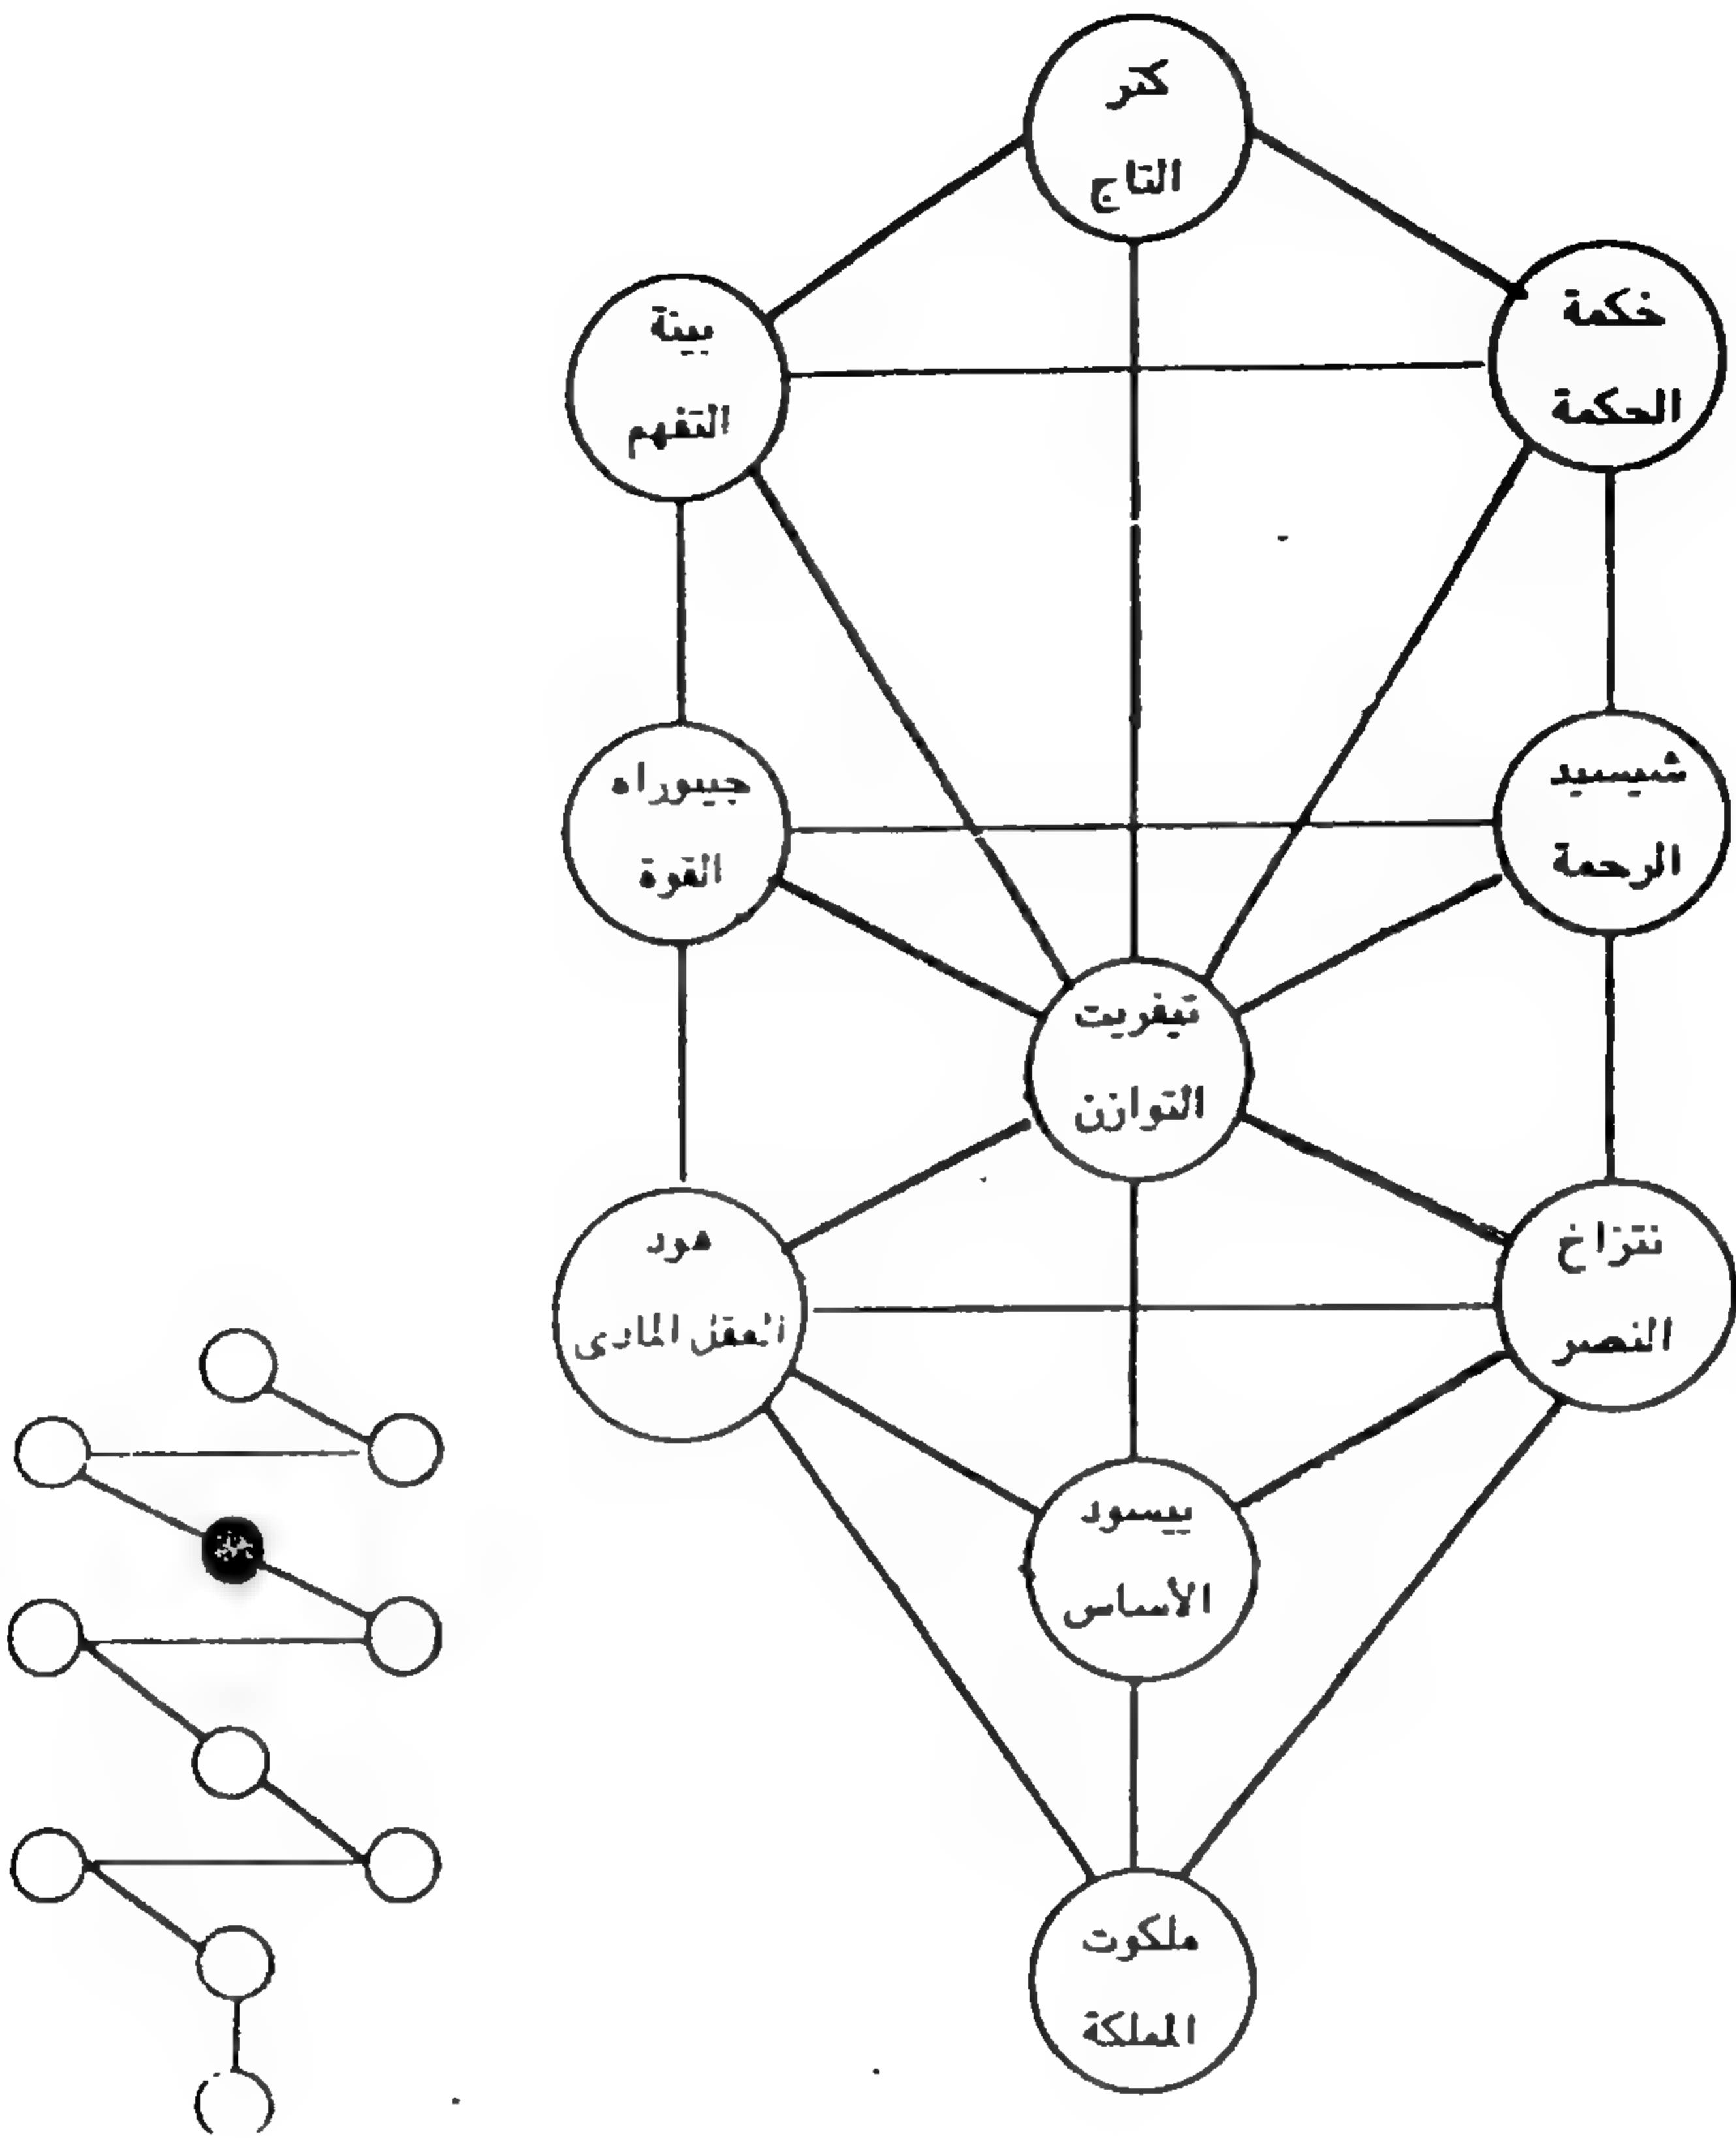 كتر
التاج
خكمة
الحكمة
بينة
التفهم
شيسيد
الرحمة
جيبوراه
القوة
تيفريت
التوازن
نتزاخ
النصر
هود
العقل المادى
ييسود
الأساس
ملكوت
المملكة